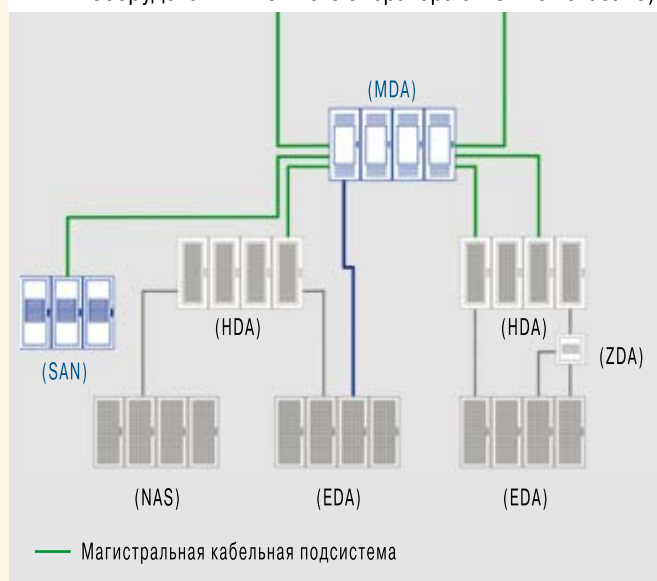 (MDA)
(HDA)
(HDA)
(ZDA)
(SAN)
(NAS)
(EDA)
(EDA)
Магистральная кабельная подсистема